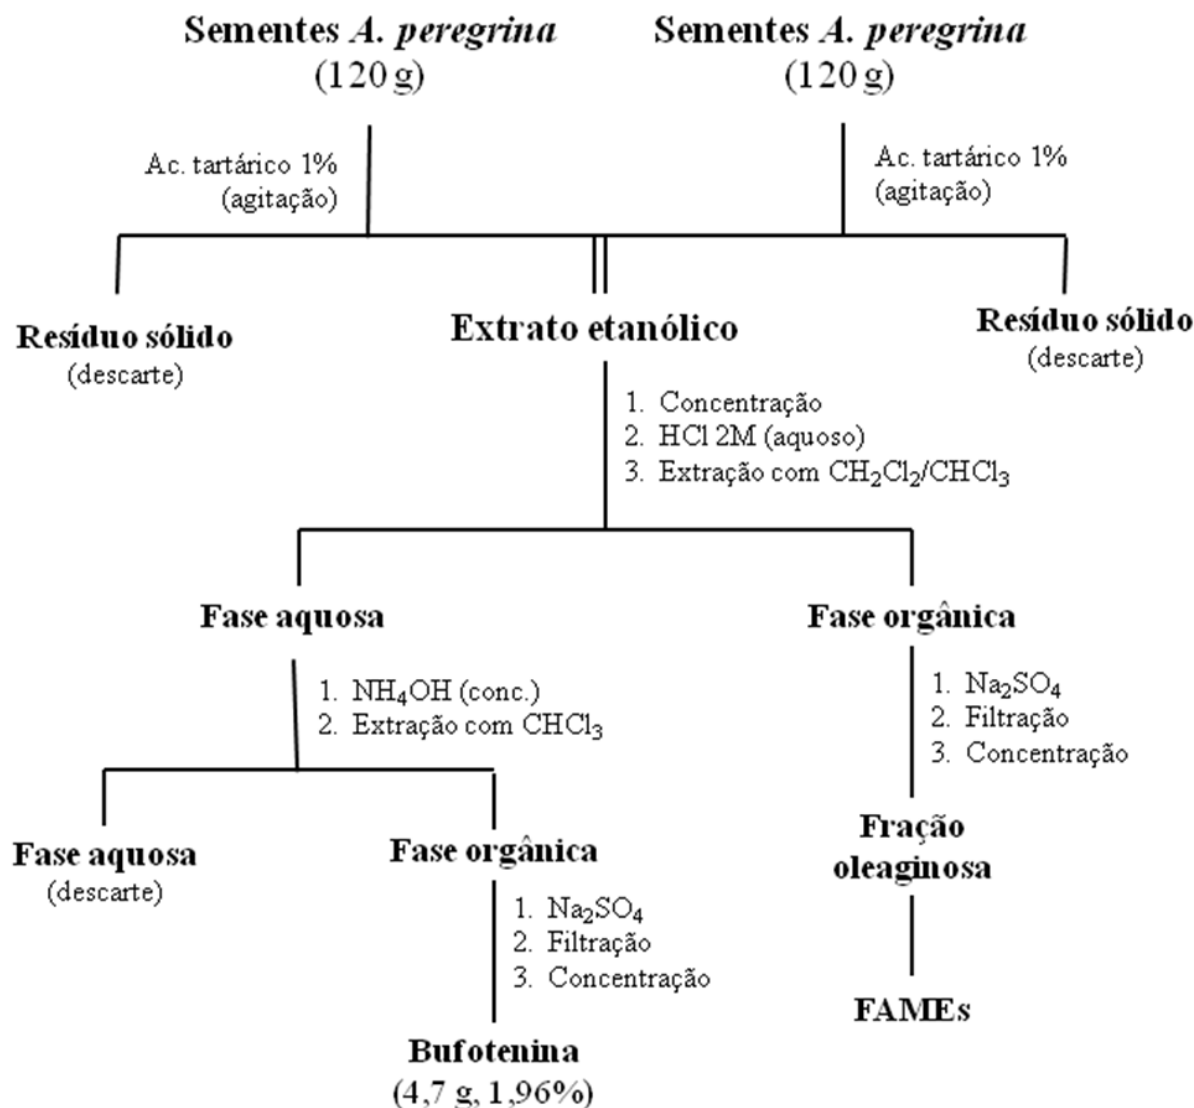 Sementes A. peregrina
(120 g)
Sementes A. peregrina
(120 g)
Ac. tartárico 1%
(agitação)
Ac. tartárico 1%
(agitação)
Resíduo sólido
(descarte)
Extrato etanólico
Resíduo sólido
(descarte)
1. Concentração
2. HCl 2M (aquoso)
3. Extração com CH₂Cl₂/CHCl₃
Fase aquosa
Fase orgânica
1. NH₄OH (conc.)
2. Extração com CHCl₃
1. Na₂SO₄
2. Filtração
3. Concentração
Fase aquosa
(descarte)
Fase orgânica
Fração
oleaginosa
1. Na₂SO₄
2. Filtração
3. Concentração
FAMEs
Bufotenina
(4,7 g, 1,96%)